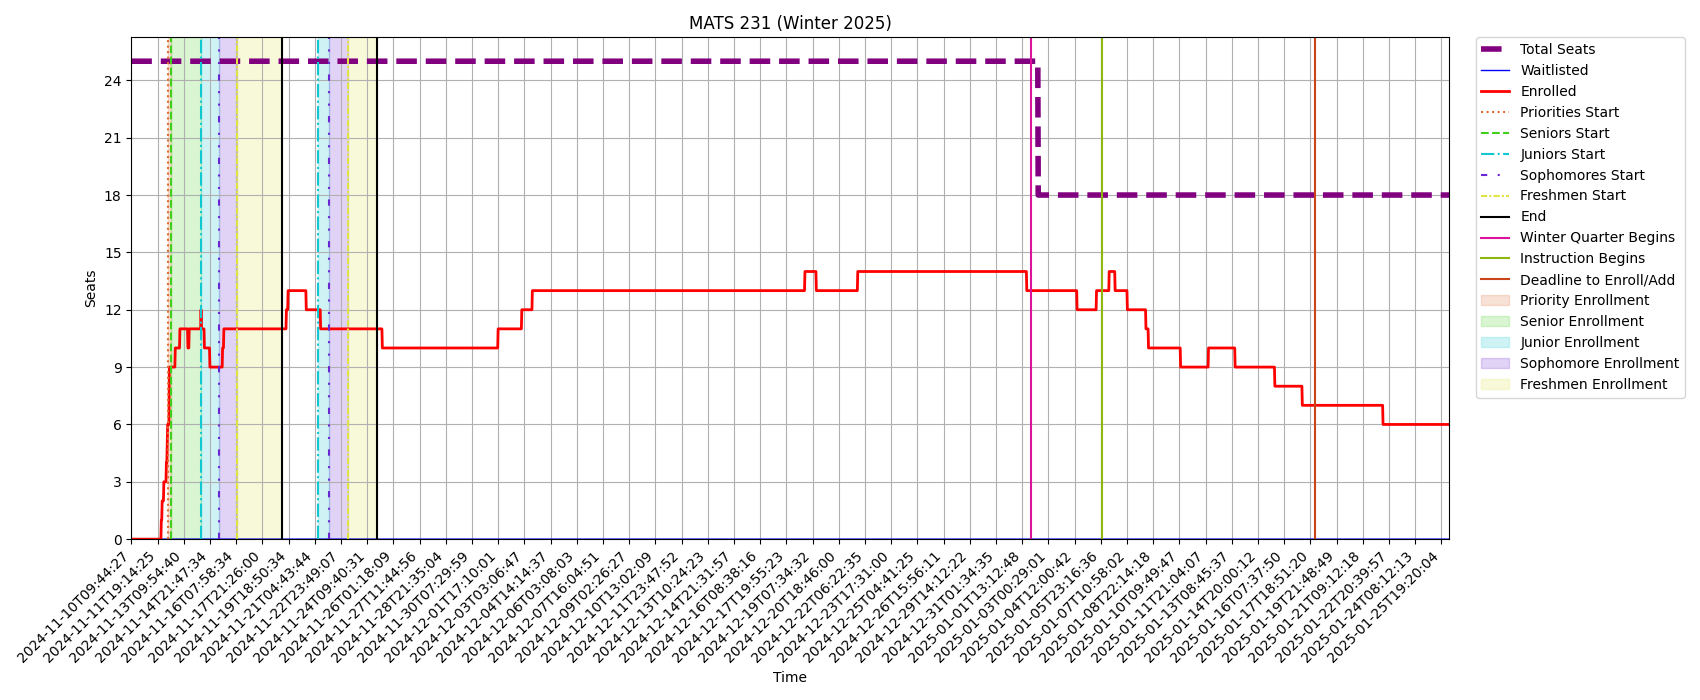 MATS 231 (Winter 2025)
Seats
24
21
18
15
12
9
6
3
0
2024-11-10T09:44:27
2024-11-11T19:14:25
2024-11-13T09:54:40
2024-11-14T21:47:34
2024-11-16T07:58:34
2024-11-17T21:26:00
2024-11-19T18:50:34
2024-11-21T04:43:44
2024-11-22T23:49:07
2024-11-24T09:40:31
2024-11-26T01:18:09
2024-11-27T11:44:56
2024-11-28T21:35:04
2024-11-30T07:29:59
2024-12-01T17:10:01
2024-12-03T03:06:47
2024-12-04T14:14:37
2024-12-06T03:08:03
2024-12-07T16:04:51
2024-12-09T02:26:27
2024-12-10T13:02:09
2024-12-11T23:47:52
2024-12-13T10:24:23
2024-12-14T21:31:57
2024-12-16T08:38:16
2024-12-17T19:55:23
2024-12-19T07:34:32
2024-12-20T18:46:00
2024-12-22T06:22:35
2024-12-23T17:31:00
2024-12-25T04:41:25
2024-12-26T15:56:11
2024-12-29T14:12:22
2024-12-31T01:34:35
2025-01-01T13:12:48
2025-01-03T00:29:01
2025-01-04T12:00:42
2025-01-05T23:16:36
2025-01-07T10:58:02
2025-01-08T22:14:18
2025-01-10T09:49:47
2025-01-11T21:04:07
2025-01-13T08:45:37
2025-01-14T20:00:12
2025-01-16T07:37:50
2025-01-17T18:51:20
2025-01-19T21:48:49
2025-01-21T09:12:18
2025-01-22T20:39:57
2025-01-24T08:12:13
2025-01-25T19:20:04
Time
Total Seats
Waitlisted
Enrolled
Priorities Start
Seniors Start
Juniors Start
Sophomores Start
Freshmen Start
End
Winter Quarter Begins
Instruction Begins
Deadline to Enroll/Add
Priority Enrollment
Senior Enrollment
Junior Enrollment
Sophomore Enrollment
Freshmen Enrollment